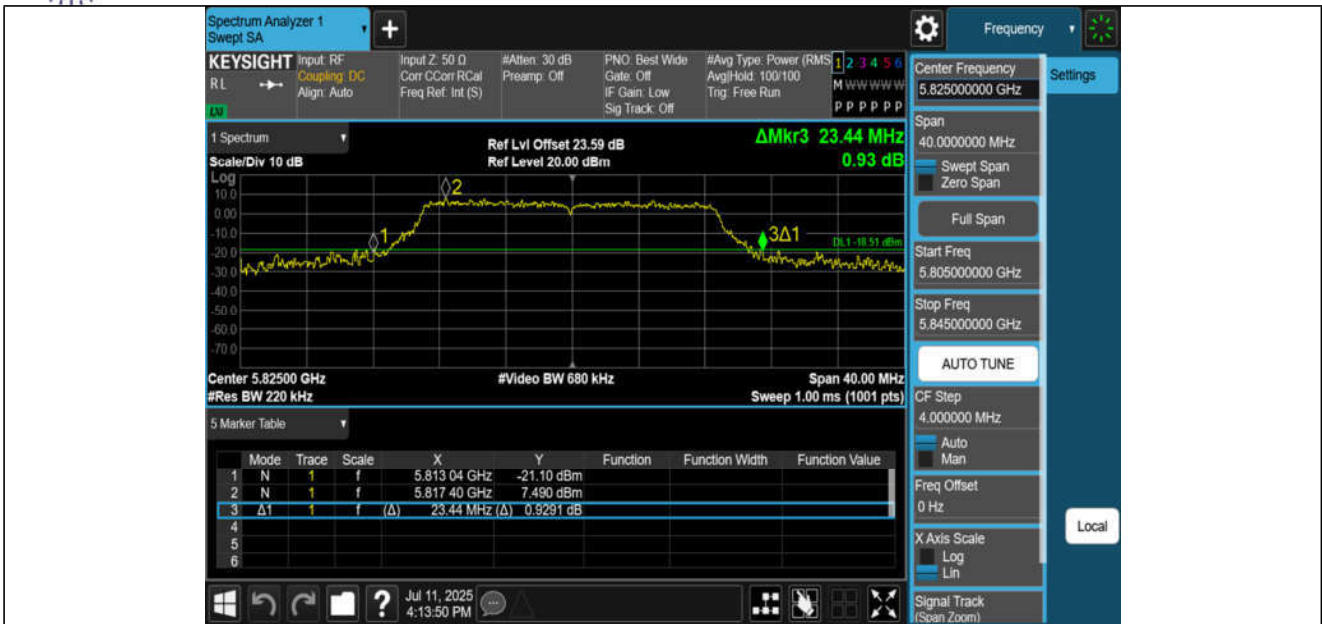 Spectrum Analyzer 1
Swept SA
+
Frequency
KEYSIGHT
RL
LU
Input: RF
Coupling: DC
Align: Auto
Input Z: 50 Ω
Corr CCorr RCal
Freq Ref: Int (S)
#Atten: 30 dB
Preamp: Off
PNO: Best Wide
Gate: Off
IF Gain: Low
Sig Track: Off
#Avg Type: Power (RMS
Avg|Hold: 100/100
Trig: Free Run
1 2 3 4 5 6
M W W W W W
P P P P P P
1 Spectrum
Scale/Div 10 dB
Ref Lvl Offset 23.59 dB
Ref Level 20.00 dBm
ΔMkr3 23.44 MHz
0.93 dB
Log
10.0
0.00
-10.0
-20.0
-30.0
-40.0
-50.0
-60.0
-70.0
1
2
3Δ1
DL1 -18.51 dBm
Center 5.82500 GHz
#Video BW 680 kHz
Span 40.00 MHz
#Res BW 220 kHz
Sweep 1.00 ms (1001 pts)
5 Marker Table
Mode Trace Scale X Y Function Function Width Function Value
1 N 1 f 5.813 04 GHz -21.10 dBm
2 N 1 f 5.817 40 GHz 7.490 dBm
3 Δ1 1 f (Δ) 23.44 MHz (Δ) 0.9291 dB
4
5
6
Jul 11, 2025
4:13:50 PM
?
Center Frequency
5.825000000 GHz
Settings
Span
40.0000000 MHz
Swept Span
Zero Span
Full Span
Start Freq
5.805000000 GHz
Stop Freq
5.845000000 GHz
AUTO TUNE
CF Step
4.000000 MHz
Auto
Man
Freq Offset
0 Hz
X Axis Scale
Log
Lin
Local
Signal Track
(Span Zoom)